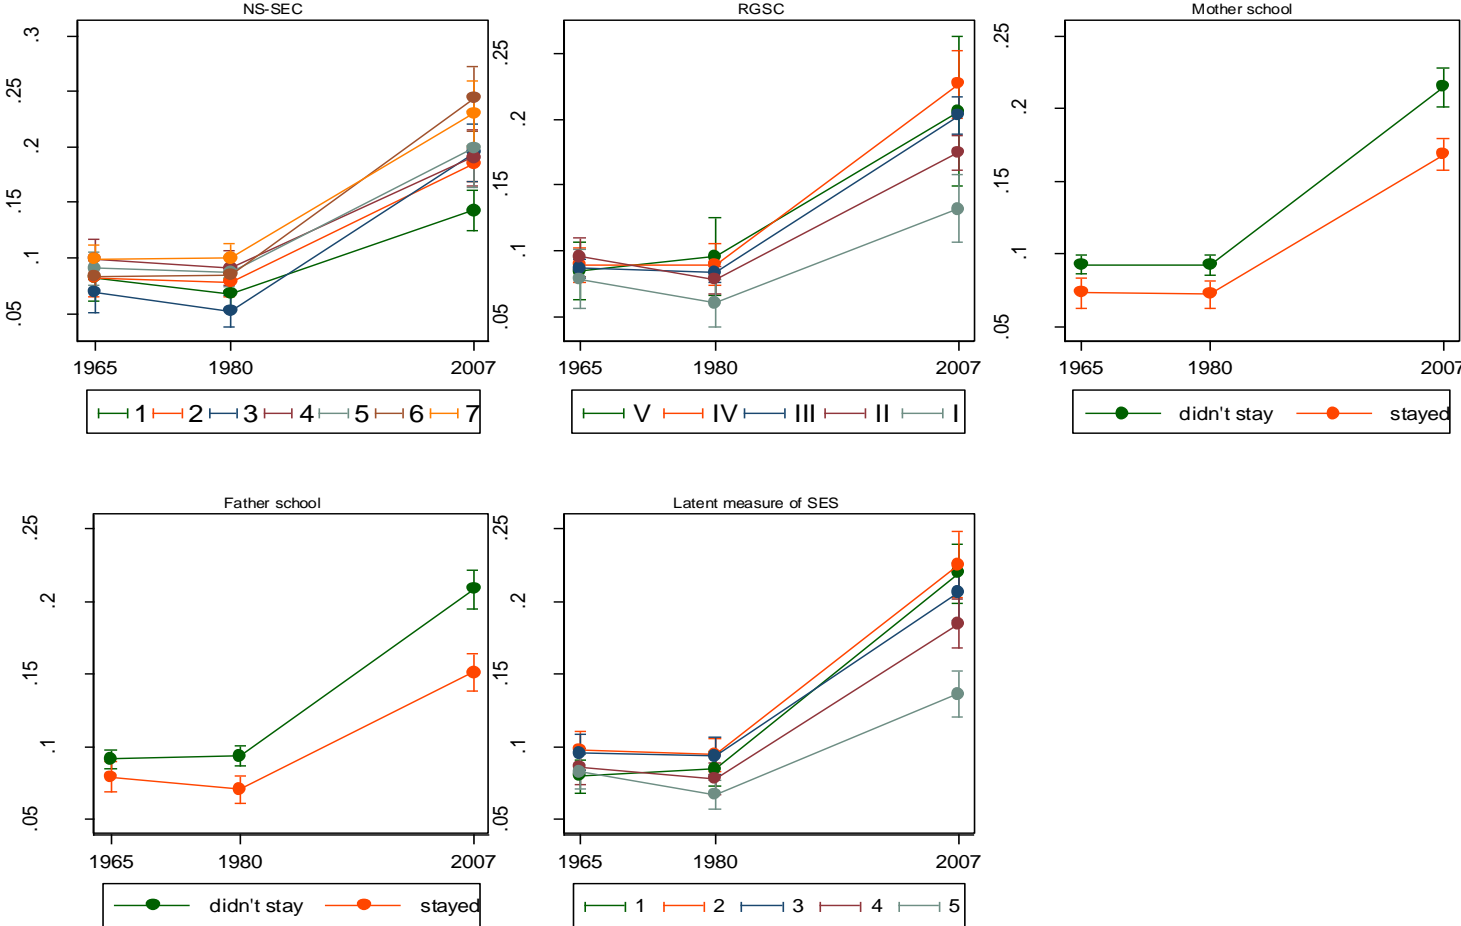 NS-SEC
.3
.25
.2
.15
.1
.05
1965 1980 2007
1 2 3 4 5 6 7
RGSC
.25
.2
.15
.1
.05
1965 1980 2007
V IV III II I
Mother school
.25
.2
.15
.1
.05
1965 1980 2007
didn't stay stayed
Father school
.25
.2
.15
.1
.05
1965 1980 2007
didn't stay stayed
Latent measure of SES
.25
.2
.15
.1
.05
1965 1980 2007
1 2 3 4 5